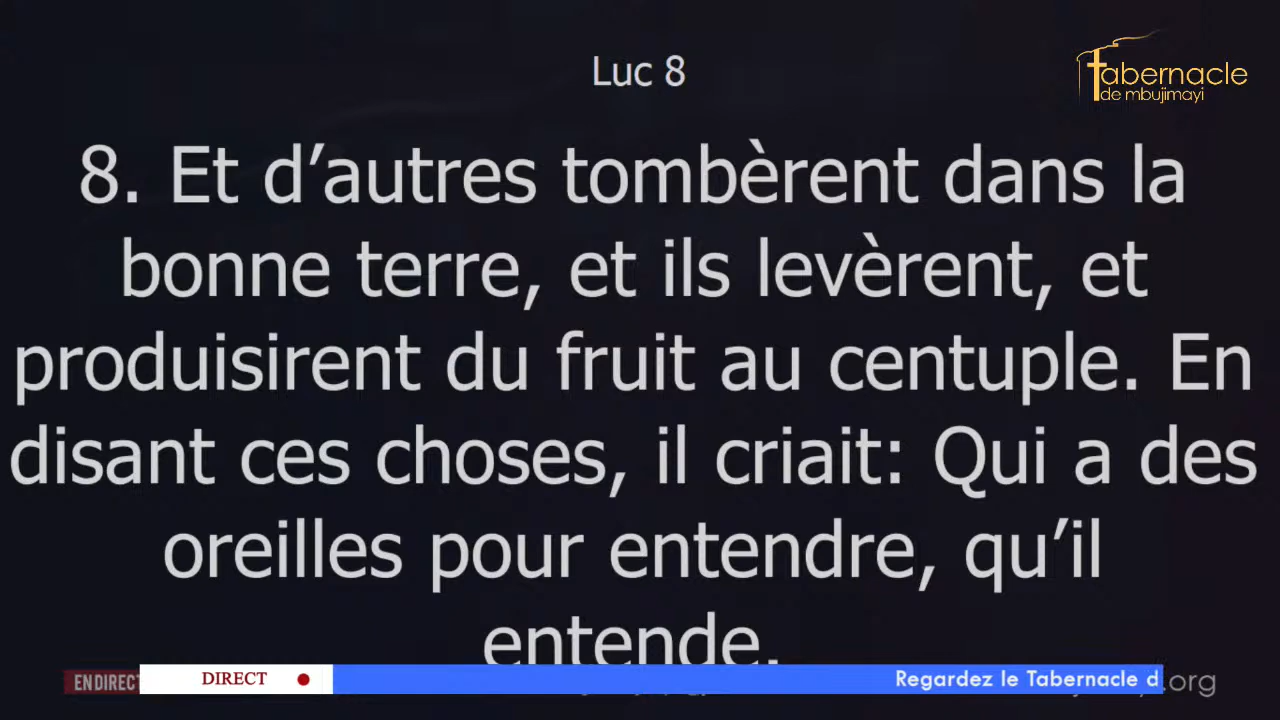 Luc 8
Tabernacle
de mbujimayi
8. Et d’autres tombèrent dans la
bonne terre, et ils levèrent, et
produisirent du fruit au centuple. En
disant ces choses, il criait: Qui a des
oreilles pour entendre, qu’il
entende.
EN DIRECT
DIRECT
Regardez le Tabernacle d
.org